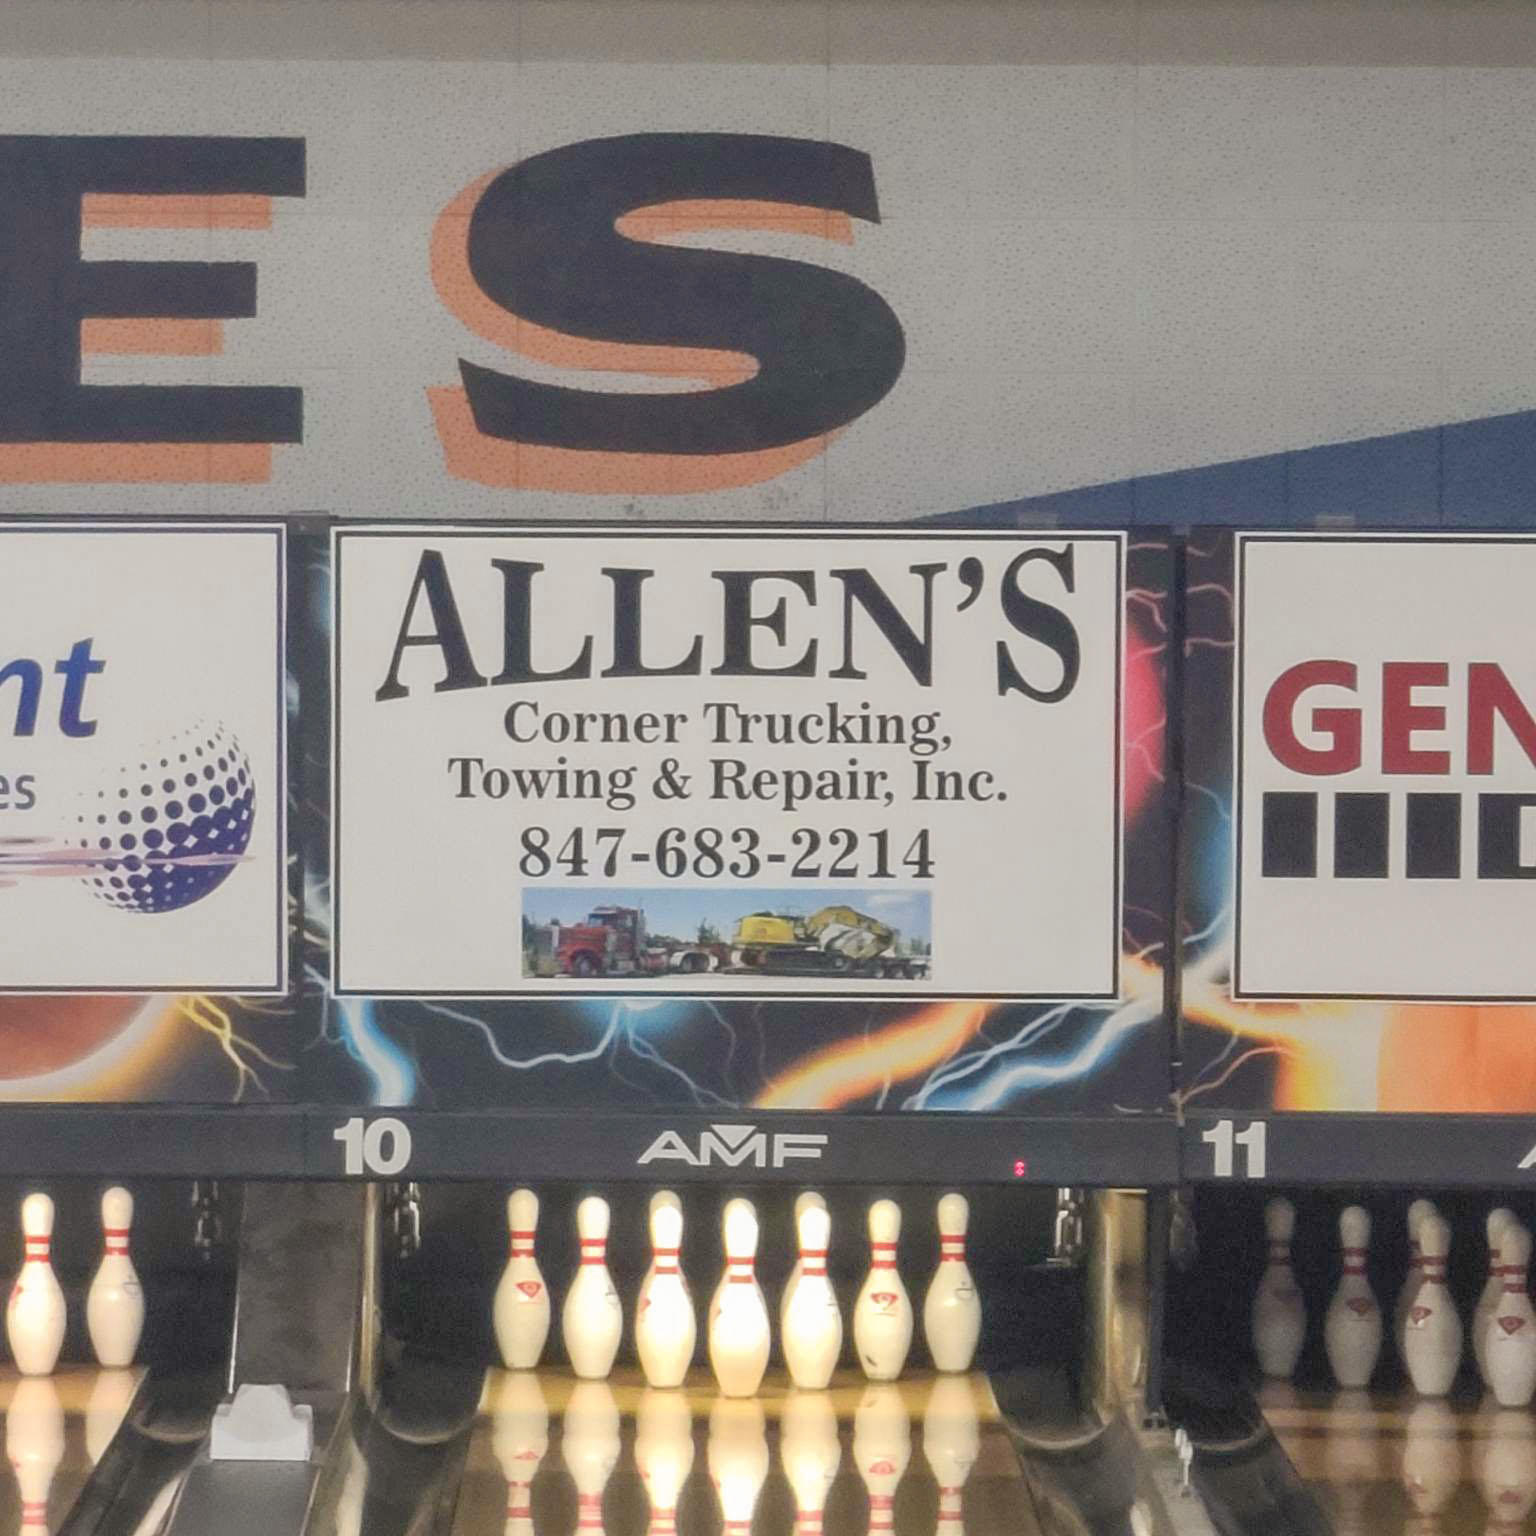 ES
nt
es
ALLEN'S
Corner Trucking,
Towing & Repair, Inc.
847-683-2214
GEN
10
AMF
11